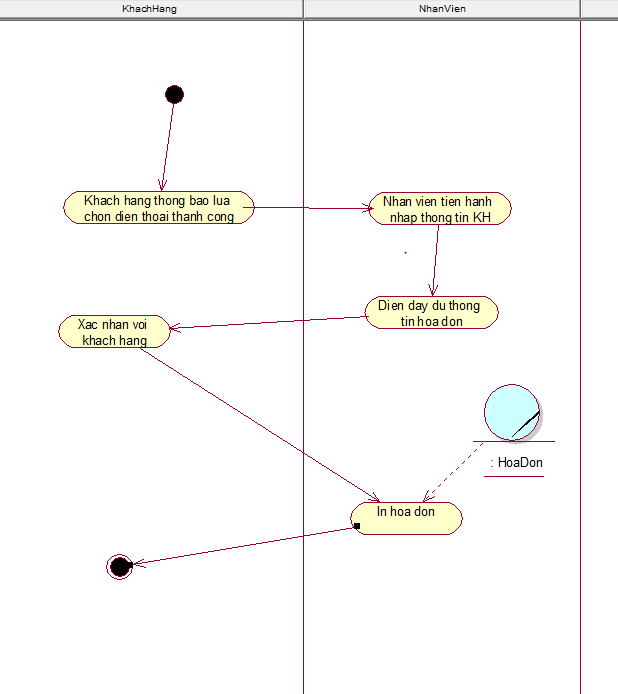 KhachHang
NhanVien
Khach hang thong bao lua
chon dien thoai thanh cong
Nhan vien tien hanh
nhap thong tin KH
Dien day du thong
tin hoa don
Xac nhan voi
khach hang
: HoaDon
In hoa don